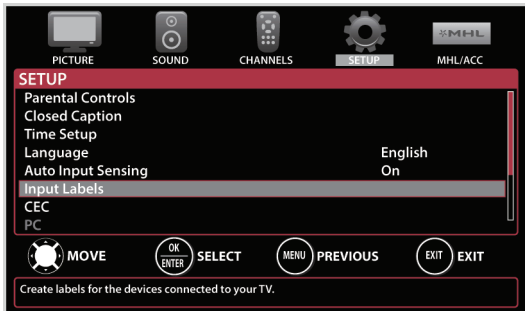 MHL
PICTURE SOUND CHANNELS SETUP MHL/ACC
SETUP
Parental Controls
Closed Caption
Time Setup
Language English
Auto Input Sensing On
Input Labels
CEC
PC
MOVE OK ENTER SELECT MENU PREVIOUS EXIT EXIT
Create labels for the devices connected to your TV.